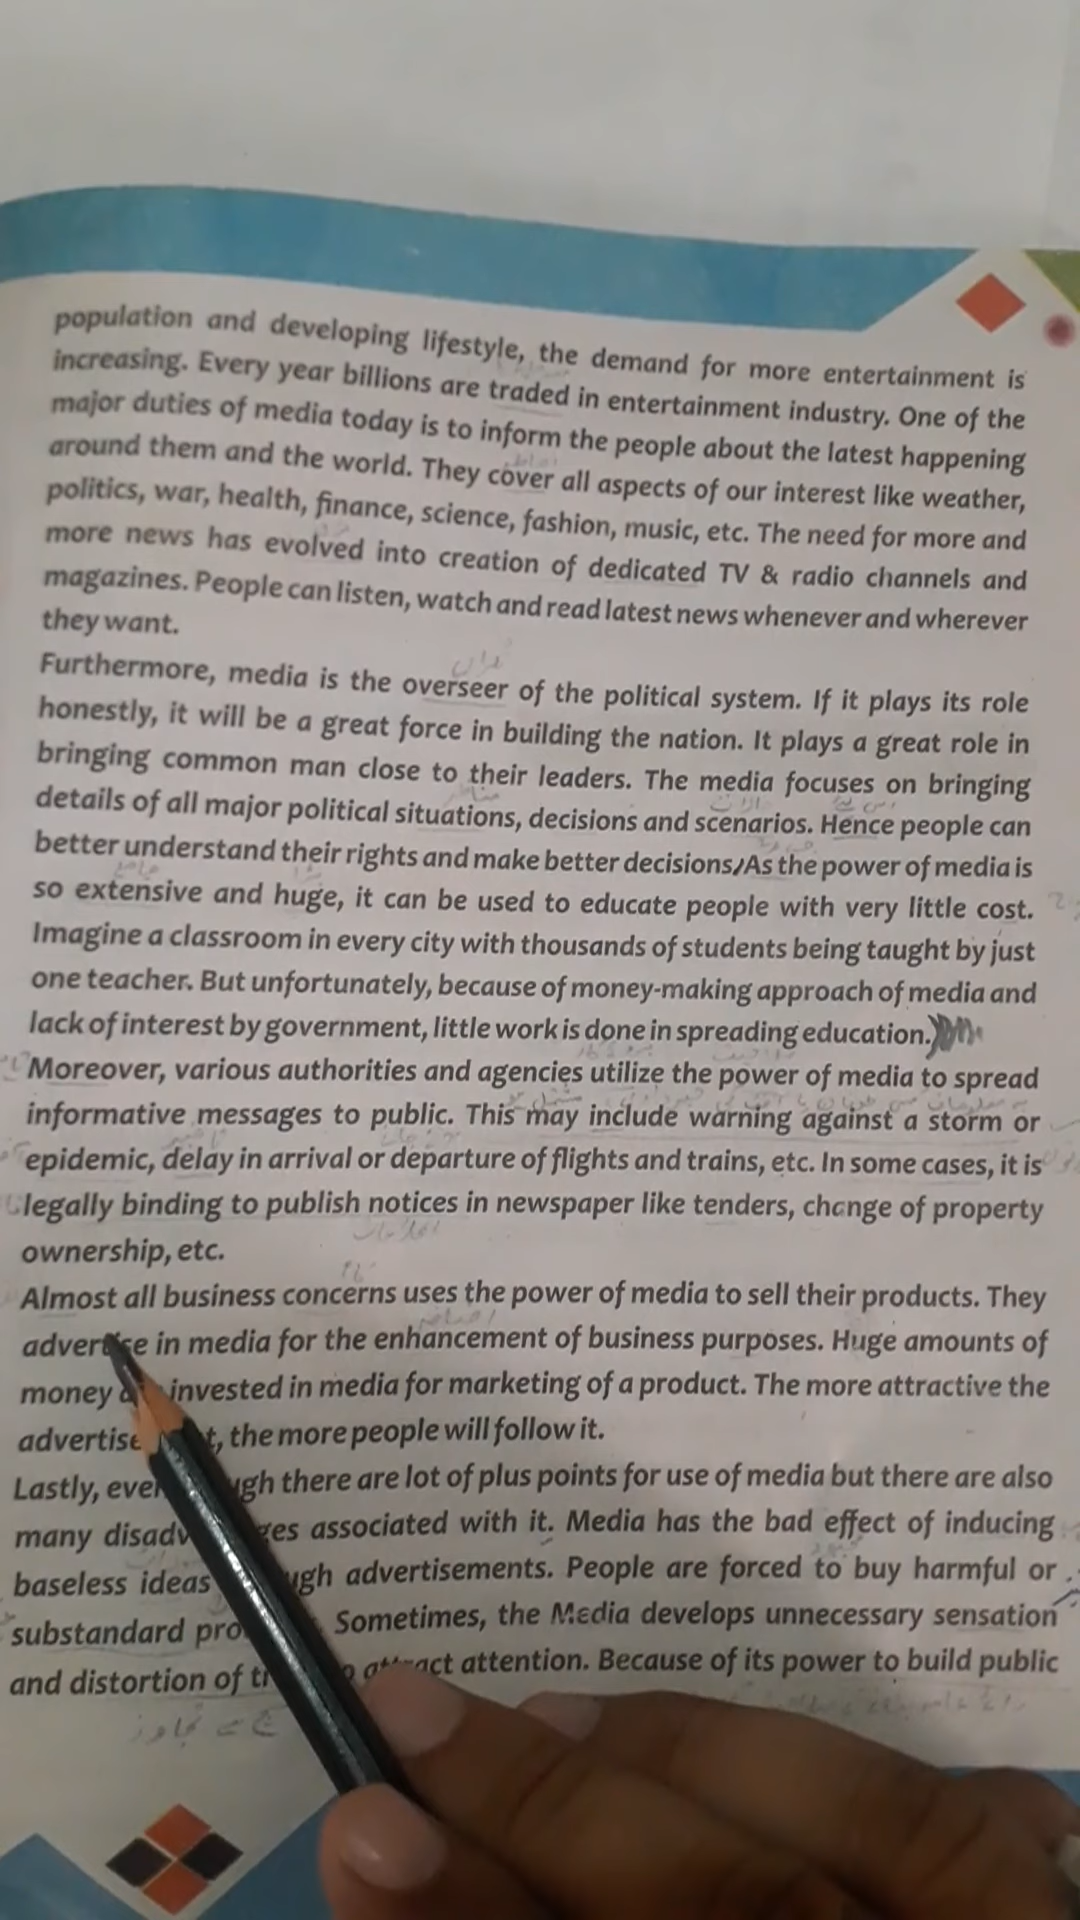 population and developing lifestyle, the demand for more entertainment is
increasing. Every year billions are traded in entertainment industry. One of the
major duties of media today is to inform the people about the latest happening
around them and the world. They cover all aspects of our interest like weather,
politics, war, health, finance, science, fashion, music, etc. The need for more and
more news has evolved into creation of dedicated TV & radio channels and
magazines. People can listen, watch and read latest news whenever and wherever
they want.
Furthermore, media is the overseer of the political system. If it plays its role
honestly, it will be a great force in building the nation. It plays a great role in
bringing common man close to their leaders. The media focuses on bringing
details of all major political situations, decisions and scenarios. Hence people can
better understand their rights and make better decisions. As the power of media is
so extensive and huge, it can be used to educate people with very little cost.
Imagine a classroom in every city with thousands of students being taught by just
one teacher. But unfortunately, because of money-making approach of media and
lack of interest by government, little work is done in spreading education.
Moreover, various authorities and agencies utilize the power of media to spread
informative messages to public. This may include warning against a storm or
epidemic, delay in arrival or departure of flights and trains, etc. In some cases, it is
legally binding to publish notices in newspaper like tenders, change of property
ownership, etc.
Almost all business concerns uses the power of media to sell their products. They
advertise in media for the enhancement of business purposes. Huge amounts of
money invested in media for marketing of a product. The more attractive the
the more people will follow it.
Lastly, there are lot of plus points for use of media but there are also
many associated with it. Media has the bad effect of inducing
baseless ideas advertisements. People are forced to buy harmful or
substandard Sometimes, the Media develops unnecessary sensation
and distortion of attract attention. Because of its power to build public